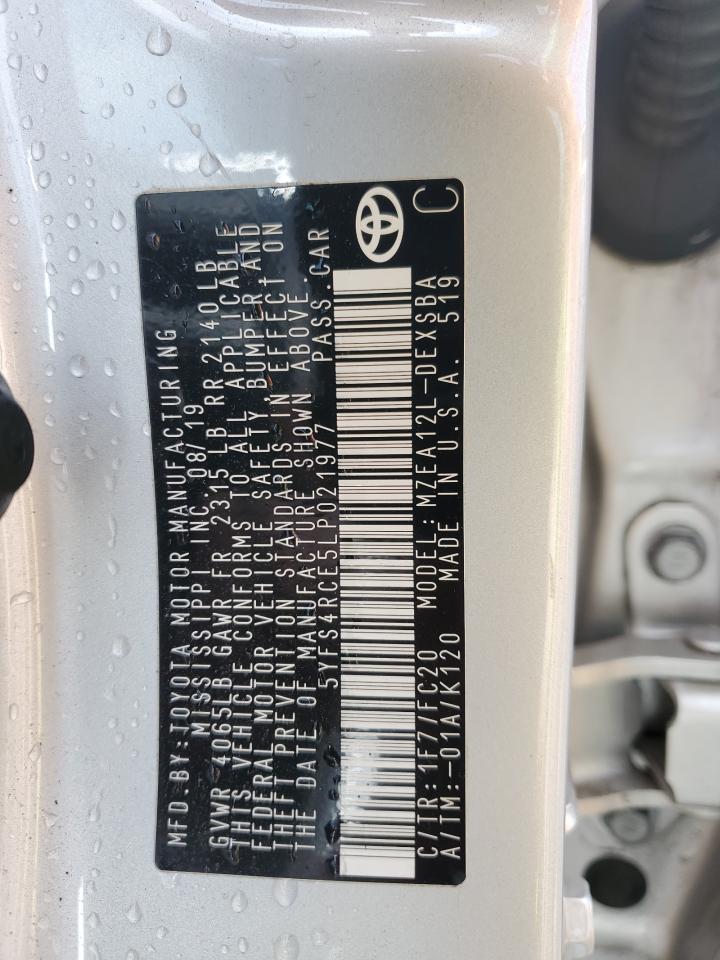 MFD.BY:TOYOTA MOTOR MANUFACTURING
MISSISSIPPI INC. 08/19
GVWR 4065LB GAWR FR 2315LB RR 2140LB
THIS VEHICLE CONFORMS TO ALL APPLICABLE
FEDERAL MOTOR VEHICLE SAFETY BUMPER AND
THEFT PREVENTION STANDARDS IN EFFECT ON
THE DATE OF MANUFACTURE SHOWN ABOVE.
5YFS4RCE5LP021977 PASS.CAR
C/TR:1F7/FC20 MODEL:MZEA12L-DEXSBA
A/TM:-01A/K120 MADE IN U.S.A. 519
C